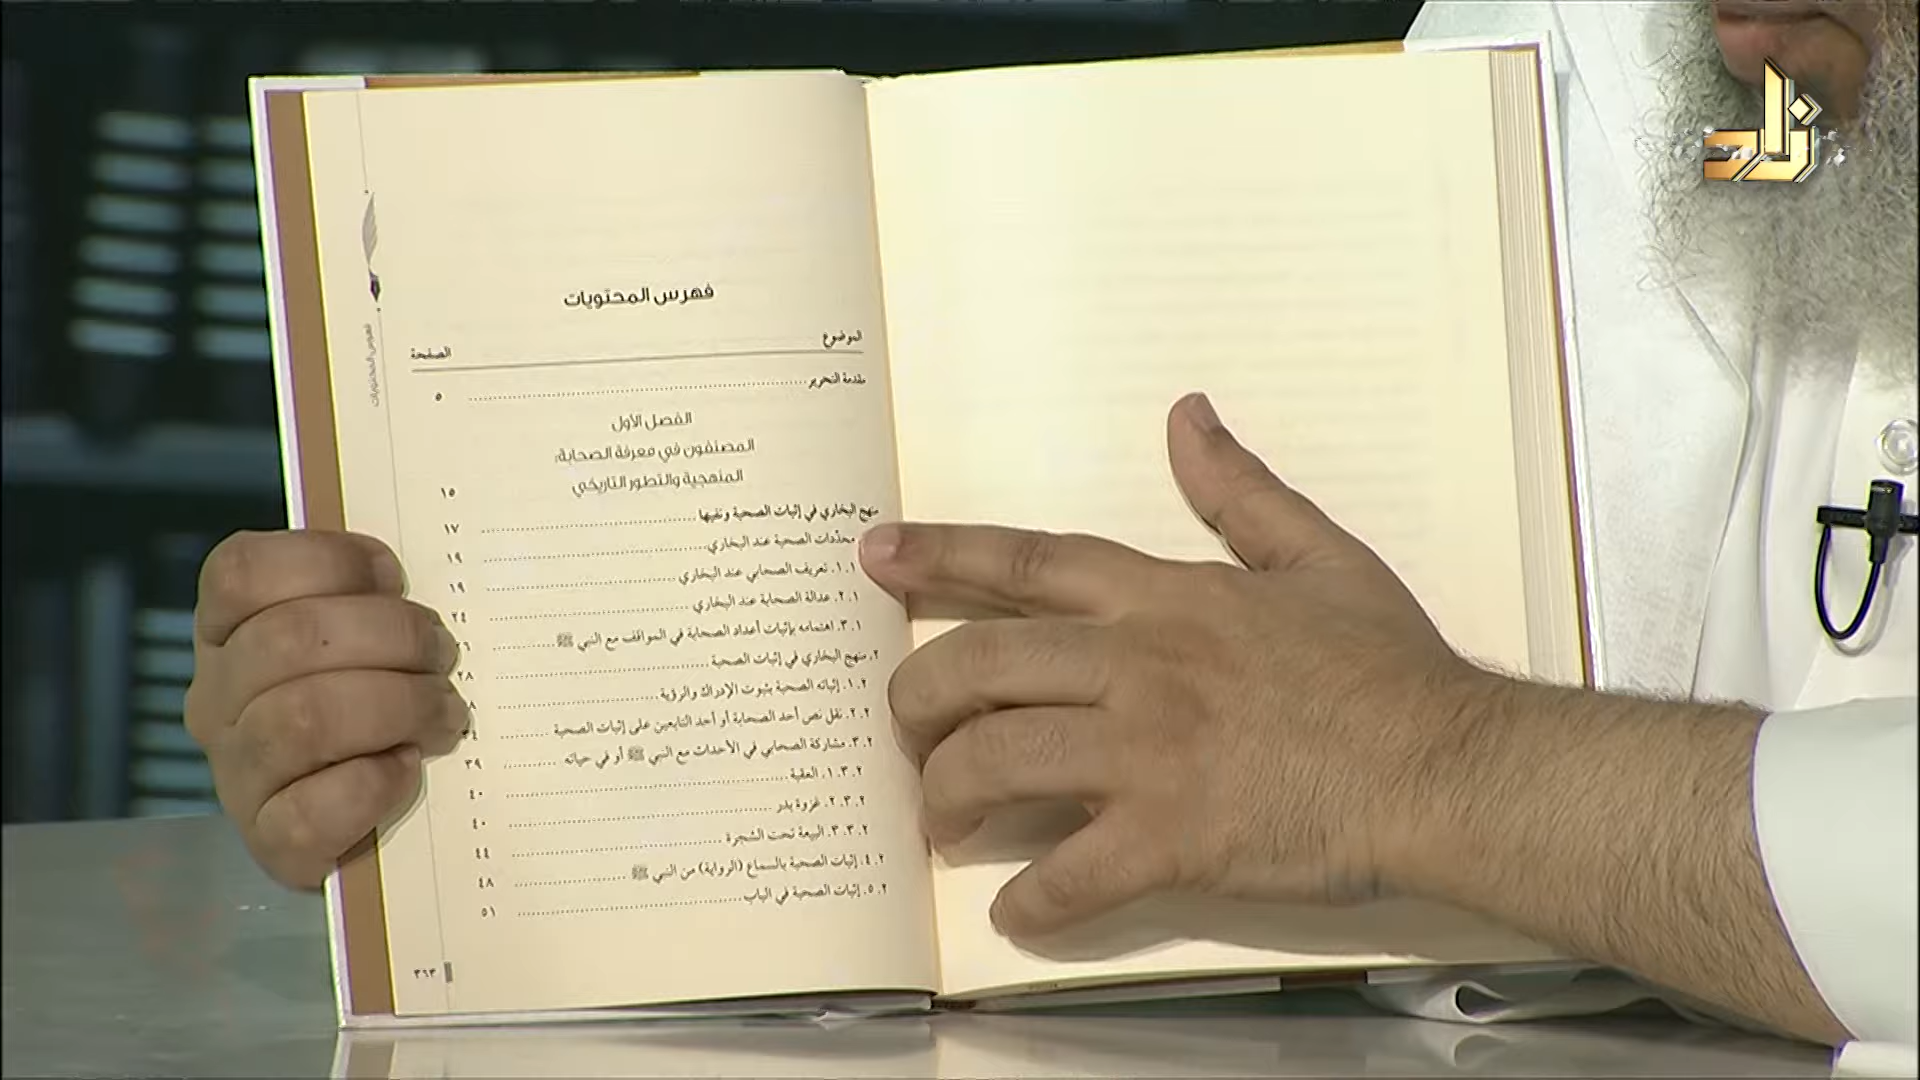 زاد
فهرس المحتويات
الموضوع الصفحة
مقدمة التحرير ٥
الفصل الأول
المصنفون في معرفة الصحابة:
المنهجية والتطور التاريخي ١٥
منهج البخاري في إثبات الصحبة ونفيها ١٧
محدّدات الصحبة عند البخاري ١٩
١.١. تعريف الصحابي عند البخاري ١٩
١.٢. عدالة الصحابة عند البخاري ٢٤
١.٣. اهتمامه بإثبات أعداد الصحابة في المواقف مع النبي ﷺ
٢. منهج البخاري في إثبات الصحبة ٢٨
٢.١. إثباته الصحبة بثبوت الإدراك والرؤية
٢.٢. نقل نص أحد الصحابة أو أحد التابعين على إثبات الصحبة
٢.٣. مشاركة الصحابي في الأحداث مع النبي ﷺ أو في حياته ٣٩
٢.٣.١. العقبة ٤٠
٢.٣.٢. غزوة بدر ٤٠
٢.٣.٣. البيعة تحت الشجرة ٤٤
٢.٤. إثبات الصحبة بالسماع (الرواية) من النبي ﷺ ٤٨
٢.٥. إثبات الصحبة في الباب ٥١
٣٦٣
فهرس المحتويات